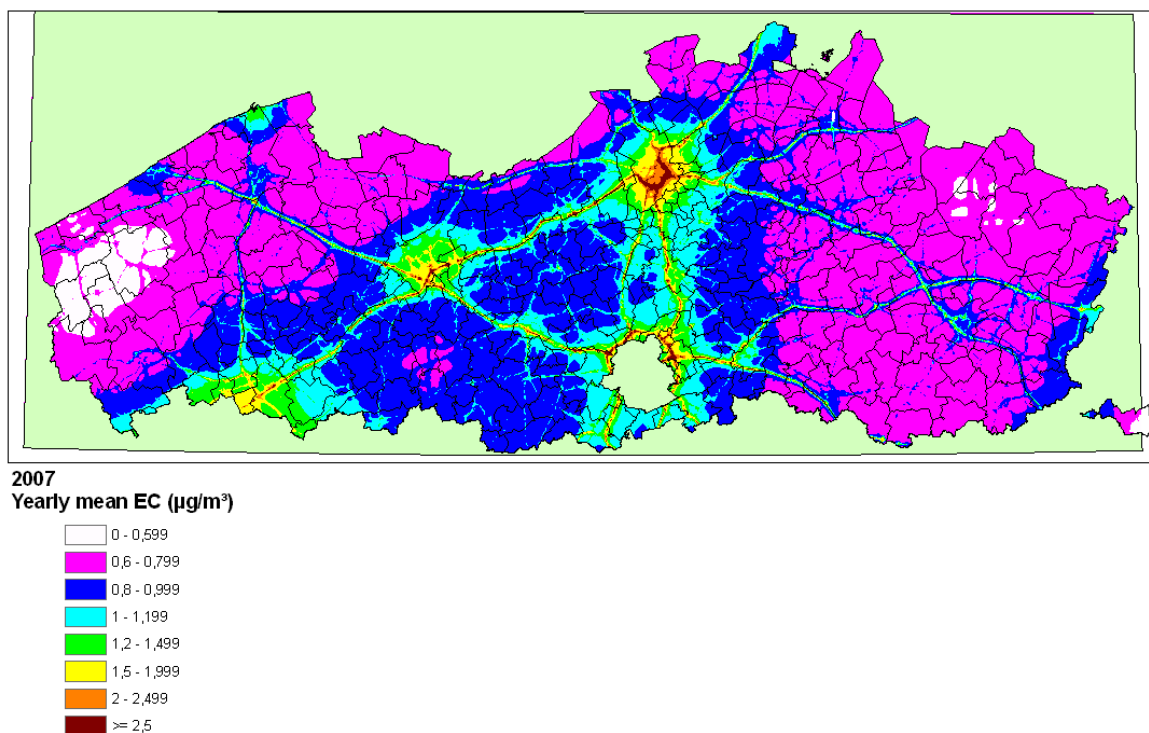 2007
Yearly mean EC (µg/m³)
0 - 0,599
0,6 - 0,799
0,8 - 0,999
1 - 1,199
1,2 - 1,499
1,5 - 1,999
2 - 2,499
>= 2,5